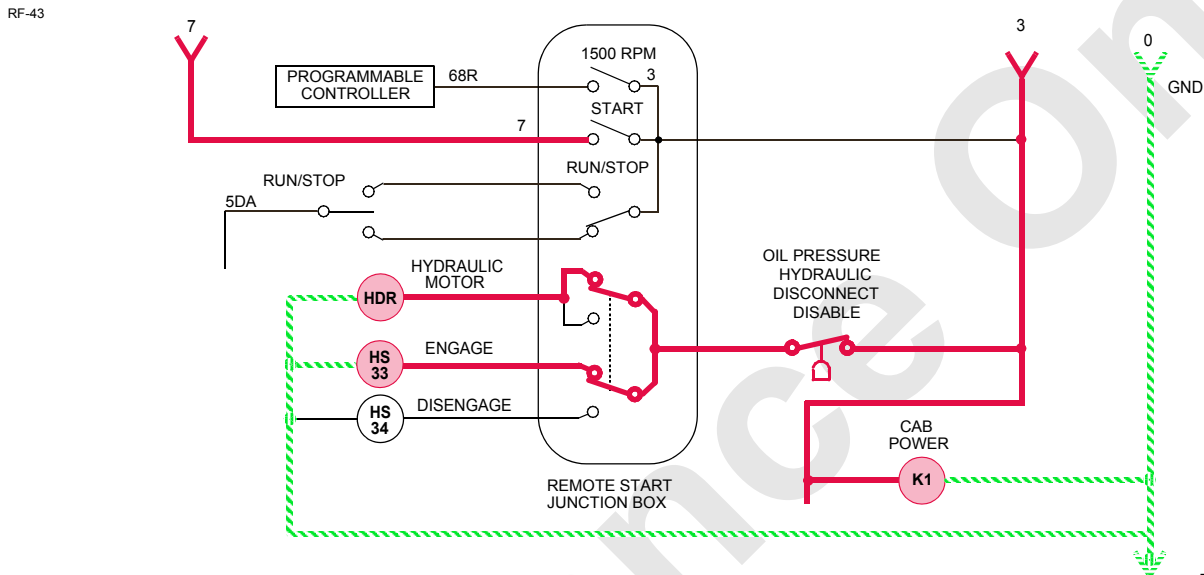 RF-43
7
3
0
GND
1500 RPM
PROGRAMMABLE
CONTROLLER
68R
3
START
7
RUN/STOP
RUN/STOP
5DA
HYDRAULIC
MOTOR
HDR
OIL PRESSURE
HYDRAULIC
DISCONNECT
DISABLE
ENGAGE
HS
33
DISENGAGE
HS
34
CAB
POWER
K1
REMOTE START
JUNCTION BOX